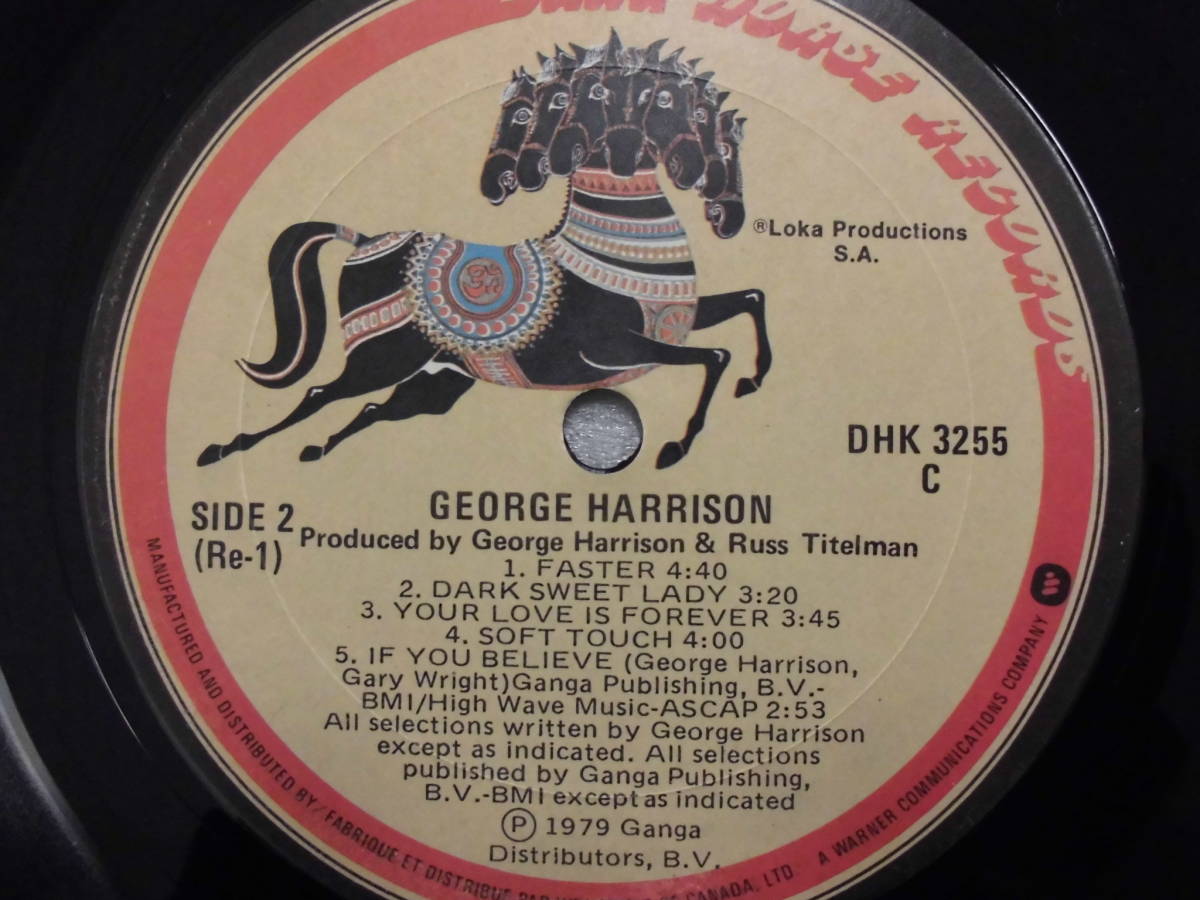 DARK HORSE RECORDS
®Loka Productions
S.A.
DHK 3255
C
SIDE 2
(Re-1)
GEORGE HARRISON
Produced by George Harrison & Russ Titelman
1. FASTER 4:40
2. DARK SWEET LADY 3:20
3. YOUR LOVE IS FOREVER 3:45
4. SOFT TOUCH 4:00
5. IF YOU BELIEVE (George Harrison,
Gary Wright)Ganga Publishing, B.V.-
BMI/High Wave Music-ASCAP 2:53
All selections written by George Harrison
except as indicated. All selections
published by Ganga Publishing,
B.V.-BMI except as indicated
Ⓟ 1979 Ganga
Distributors, B.V.
MANUFACTURED AND DISTRIBUTED BY/FABRIQUE ET DISTRIBUE PAR OF CANADA, LTD. A WARNER COMMUNICATIONS COMPANY